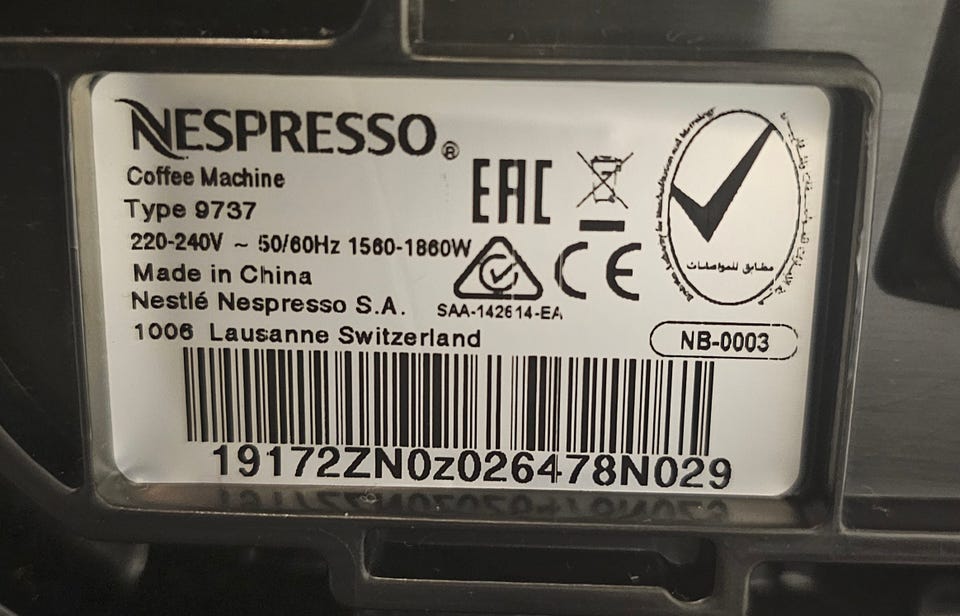 NESPRESSO®
Coffee Machine
Type 9737
220-240V ~ 50/60Hz 1560-1860W
Made in China
Nestlé Nespresso S.A.
1006 Lausanne Switzerland
EAC
CE
SAA-142614-EA
مطابق للمواصفات
NB-0003
19172ZN0z026478N029